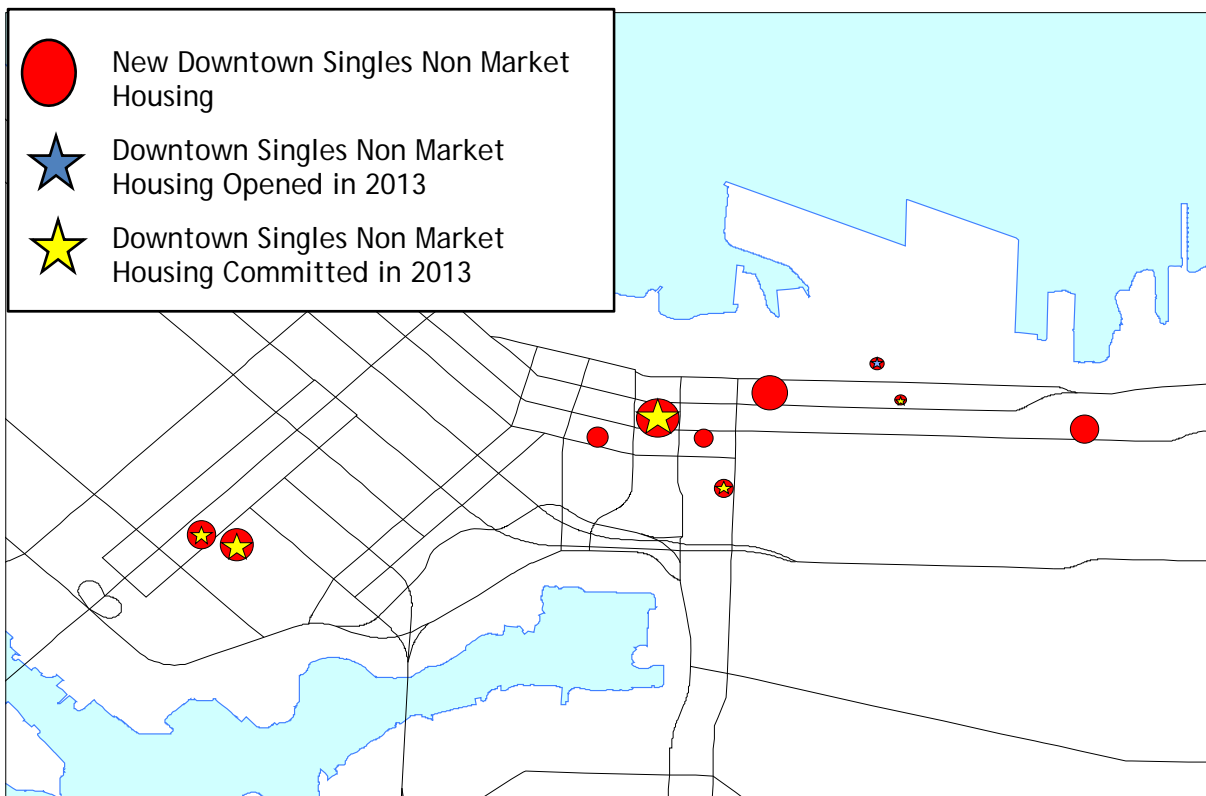 New Downtown Singles Non Market
Housing
Downtown Singles Non Market
Housing Opened in 2013
Downtown Singles Non Market
Housing Committed in 2013